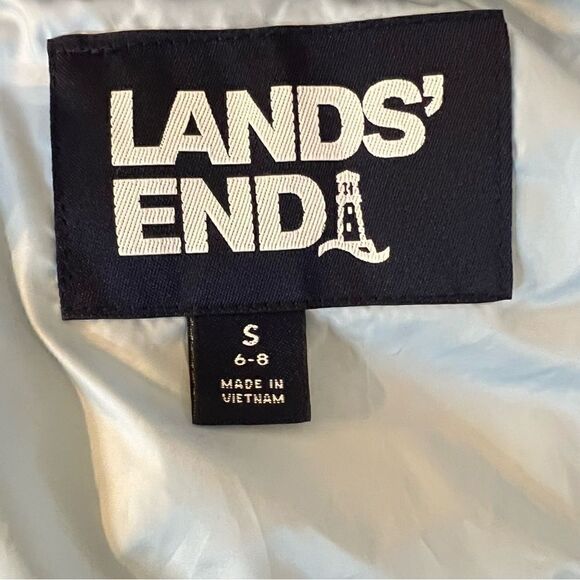 LANDS'
END
S
6-8
MADE IN
VIETNAM